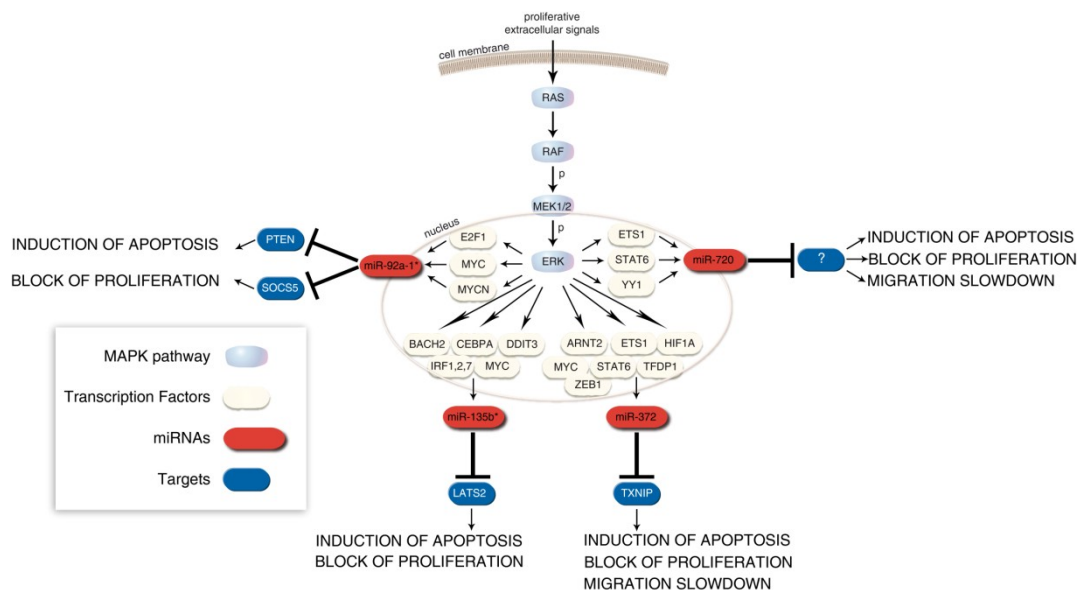 proliferative
extracellular signals
cell membrane
RAS
RAF
p
MEK1/2
p
nucleus
E2F1
ETS1
PTEN
INDUCTION OF APOPTOSIS
miR-92a-1*
MYC
ERK
STAT6
miR-720
?
INDUCTION OF APOPTOSIS
BLOCK OF PROLIFERATION
MIGRATION SLOWDOWN
BLOCK OF PROLIFERATION
SOCS5
MYCN
YY1
BACH2
CEBPA
DDIT3
ARNT2
ETS1
HIF1A
IRF1,2,7
MYC
MYC
STAT6
TFDP1
ZEB1
MAPK pathway
Transcription Factors
miRNAs
Targets
miR-135b*
miR-372
LATS2
TXNIP
INDUCTION OF APOPTOSIS
BLOCK OF PROLIFERATION
INDUCTION OF APOPTOSIS
BLOCK OF PROLIFERATION
MIGRATION SLOWDOWN